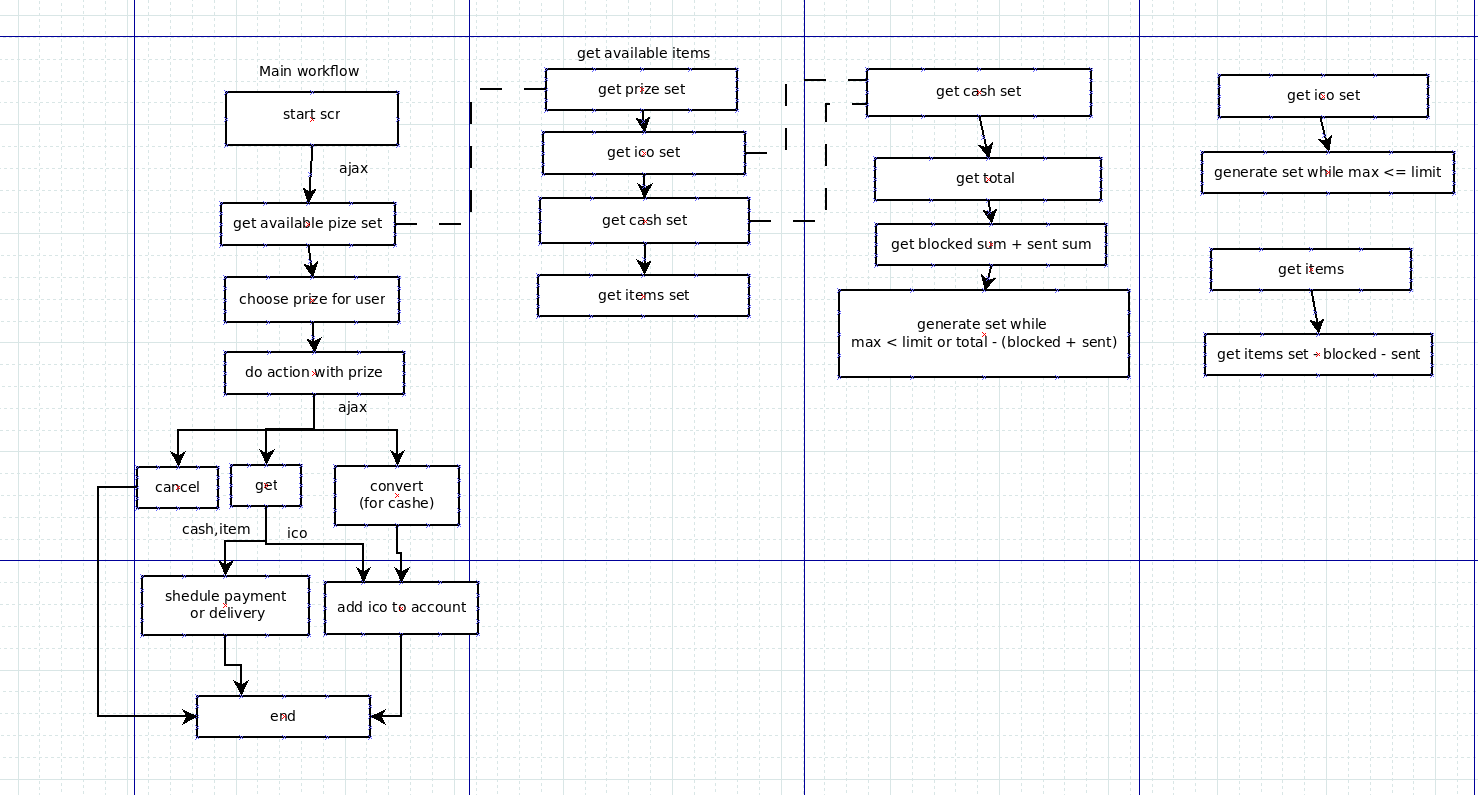 Main workflow
start scr
ajax
get available pize set
choose prize for user
do action with prize
ajax
cancel
get
convert
(for cashe)
cash,item
ico
shedule payment
or delivery
add ico to account
end
get available items
get prize set
get ico set
get cash set
get items set
get cash set
get total
get blocked sum + sent sum
generate set while
max < limit or total - (blocked + sent)
get ico set
generate set while max <= limit
get items
get items set - blocked - sent